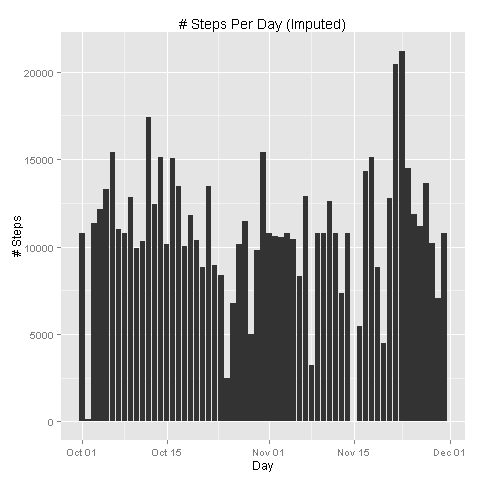 # Steps Per Day (Imputed)
20000
15000
10000
5000
0
# Steps
Oct 01
Oct 15
Nov 01
Nov 15
Dec 01
Day